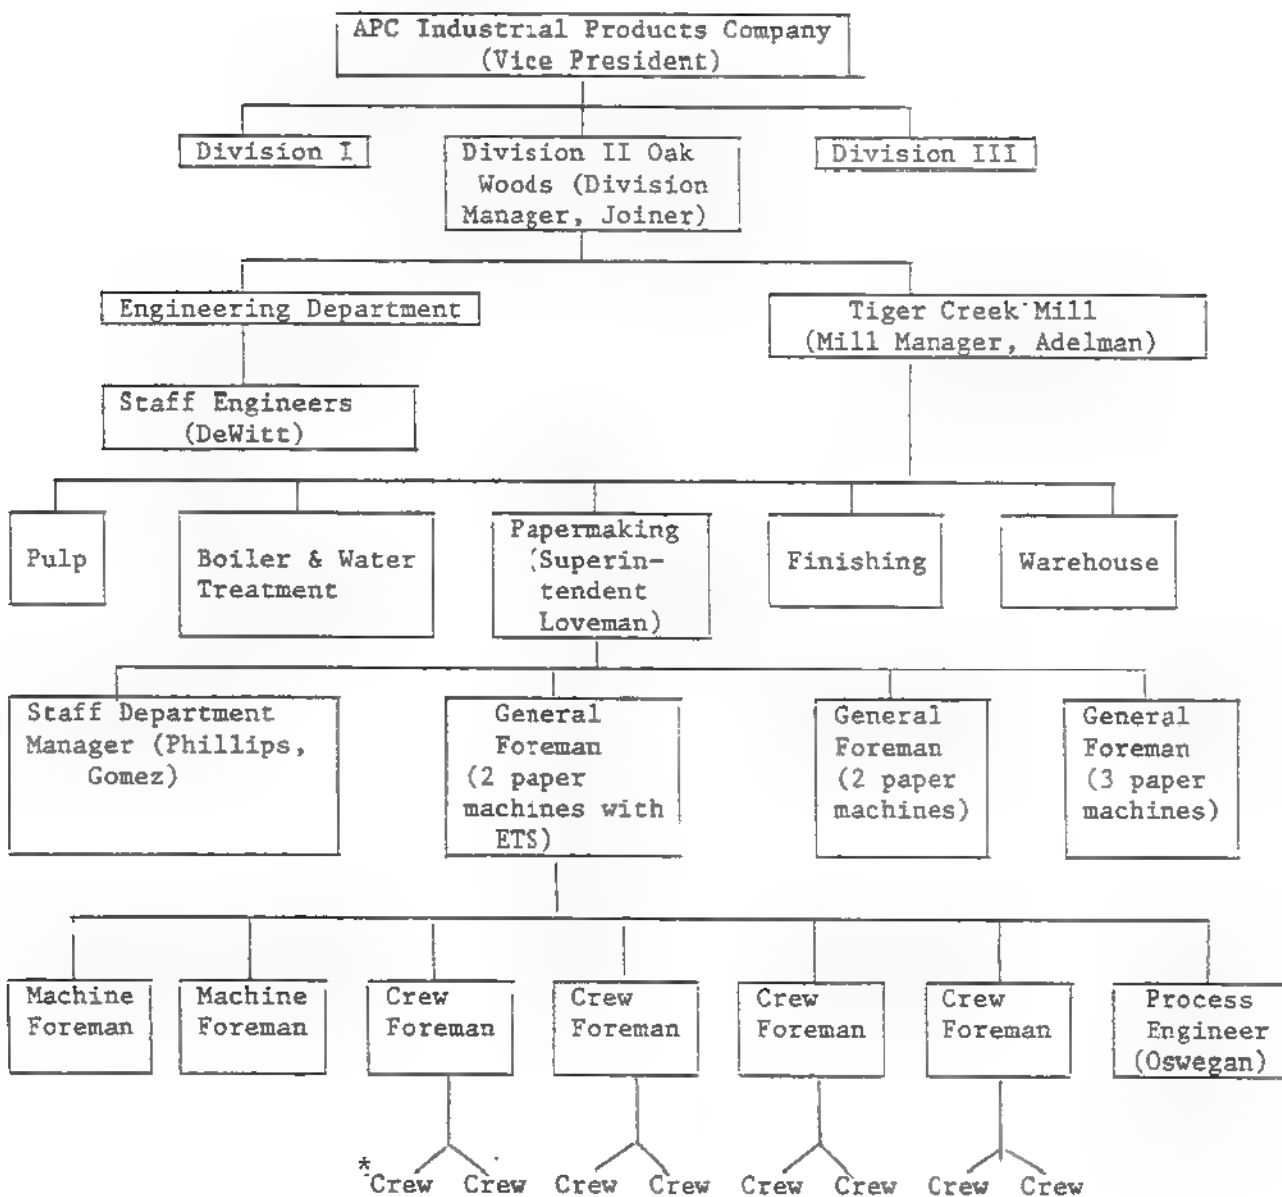 APC Industrial Products Company
(Vice President)
Division I
Division II Oak
Woods (Division
Manager, Joiner)
Division III
Engineering Department
Tiger Creek Mill
(Mill Manager, Adelman)
Staff Engineers
(DeWitt)
Pulp
Boiler & Water
Treatment
Papermaking
(Superin-
tendent
Loveman)
Finishing
Warehouse
Staff Department
Manager (Phillips,
Gomez)
General
Foreman
(2 paper
machines with
ETS)
General
Foreman
(2 paper
machines)
General
Foreman
(3 paper
machines)
Machine
Foreman
Machine
Foreman
Crew
Foreman
Crew
Foreman
Crew
Foreman
Crew
Foreman
Process
Engineer
(Oswegan)
*Crew Crew Crew Crew Crew Crew Crew Crew